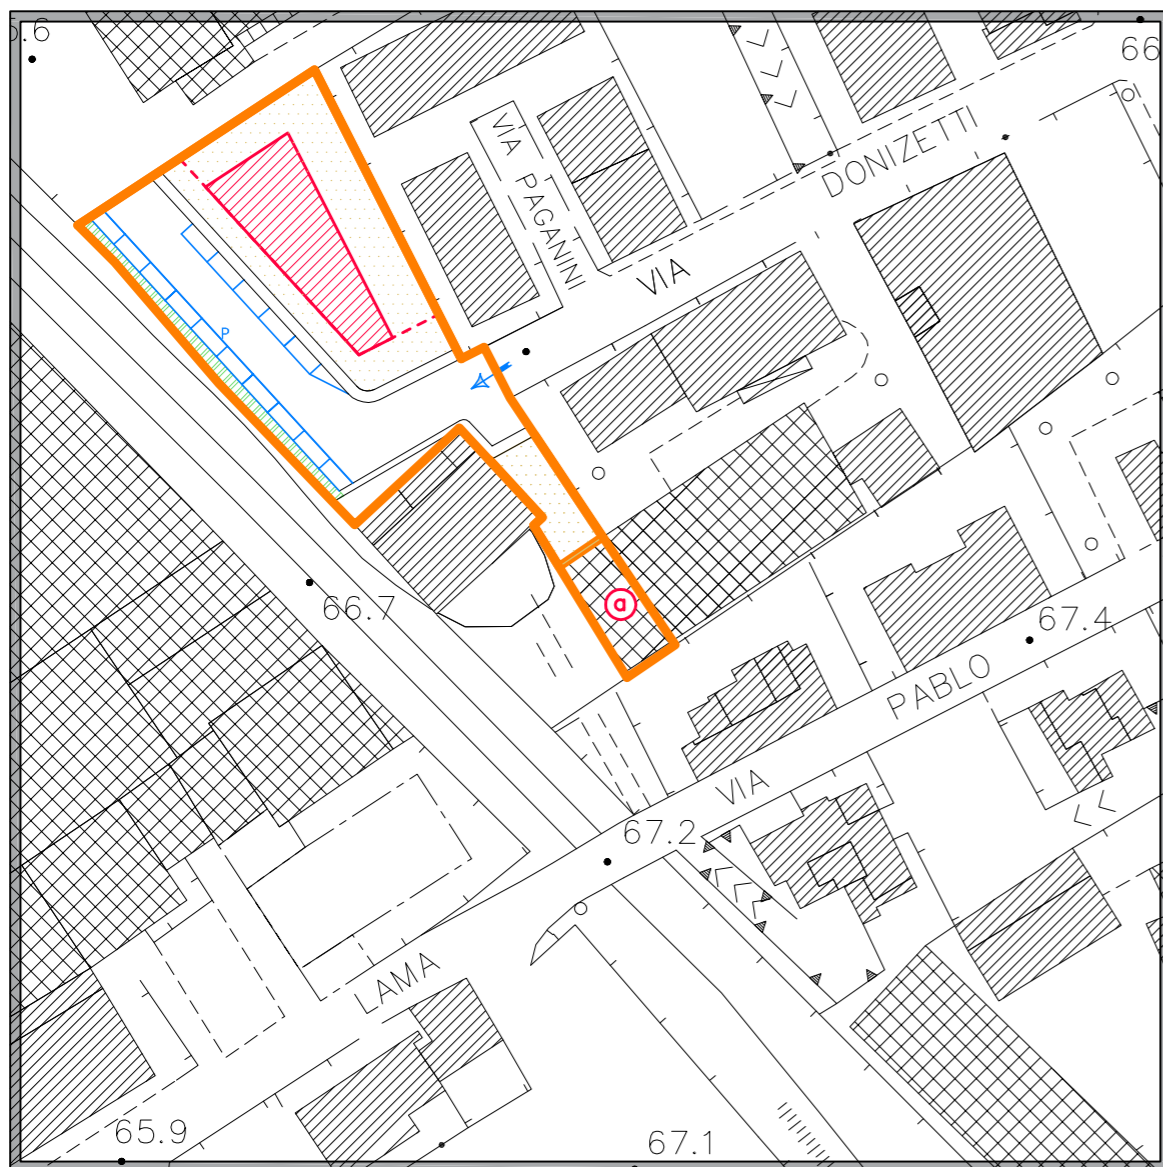 .6
66
VIA
PAGANINI
DONIZETTI
VIA
P
a
66.7
67.4
PABLO
VIA
67.2
LAMA
65.9
67.1